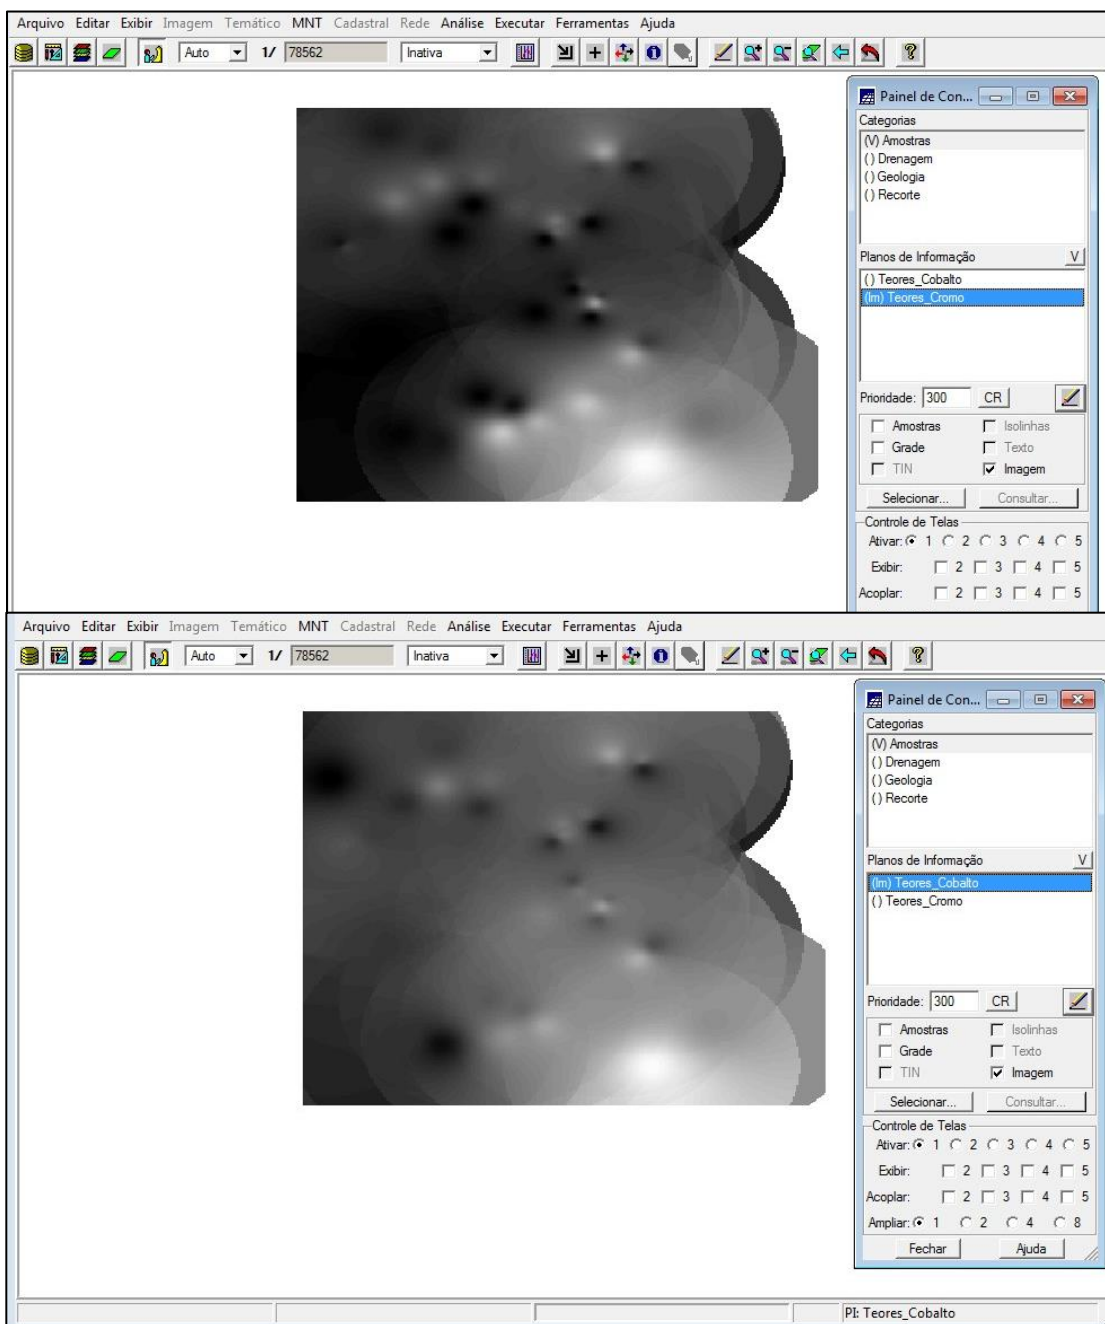 Arquivo Editar Exibir Imagem Temático MNT Cadastral Rede Análise Executar Ferramentas Ajuda
Auto 1/ 78562 Inativa
Painel de Con...
Categorias
(V) Amostras
( ) Drenagem
( ) Geologia
( ) Recorte
Planos de Informação V
( ) Teores_Cobalto
(Im) Teores_Cromo
Prioridade: 300 CR
Amostras Isolinhas
Grade Texto
TIN Imagem
Selecionar... Consultar...
Controle de Telas
Ativar: 1 2 3 4 5
Exibir: 2 3 4 5
Acoplar: 2 3 4 5
Arquivo Editar Exibir Imagem Temático MNT Cadastral Rede Análise Executar Ferramentas Ajuda
Auto 1/ 78562 Inativa
Painel de Con...
Categorias
(V) Amostras
( ) Drenagem
( ) Geologia
( ) Recorte
Planos de Informação V
(Im) Teores_Cobalto
( ) Teores_Cromo
Prioridade: 300 CR
Amostras Isolinhas
Grade Texto
TIN Imagem
Selecionar... Consultar...
Controle de Telas
Ativar: 1 2 3 4 5
Exibir: 2 3 4 5
Acoplar: 2 3 4 5
Ampliar: 1 2 4 8
Fechar Ajuda
PI: Teores_Cobalto